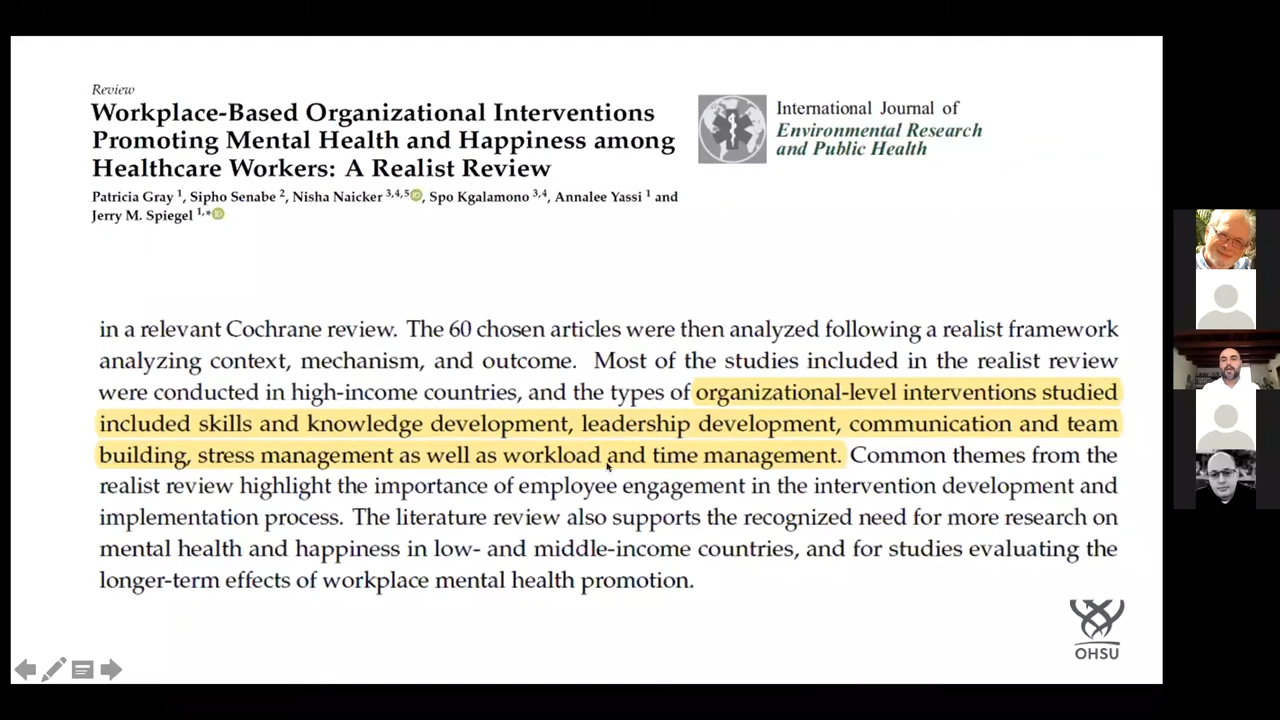 Review
Workplace-Based Organizational Interventions
Promoting Mental Health and Happiness among
Healthcare Workers: A Realist Review
Patricia Gray 1, Sipho Senabe 2, Nisha Naicker 3,4,5, Spo Kgalamono 3,4, Annalee Yassi 1 and
Jerry M. Spiegel 1,*
International Journal of
Environmental Research
and Public Health
in a relevant Cochrane review. The 60 chosen articles were then analyzed following a realist framework
analyzing context, mechanism, and outcome. Most of the studies included in the realist review
were conducted in high-income countries, and the types of organizational-level interventions studied
included skills and knowledge development, leadership development, communication and team
building, stress management as well as workload and time management. Common themes from the
realist review highlight the importance of employee engagement in the intervention development and
implementation process. The literature review also supports the recognized need for more research on
mental health and happiness in low- and middle-income countries, and for studies evaluating the
longer-term effects of workplace mental health promotion.
OHSU